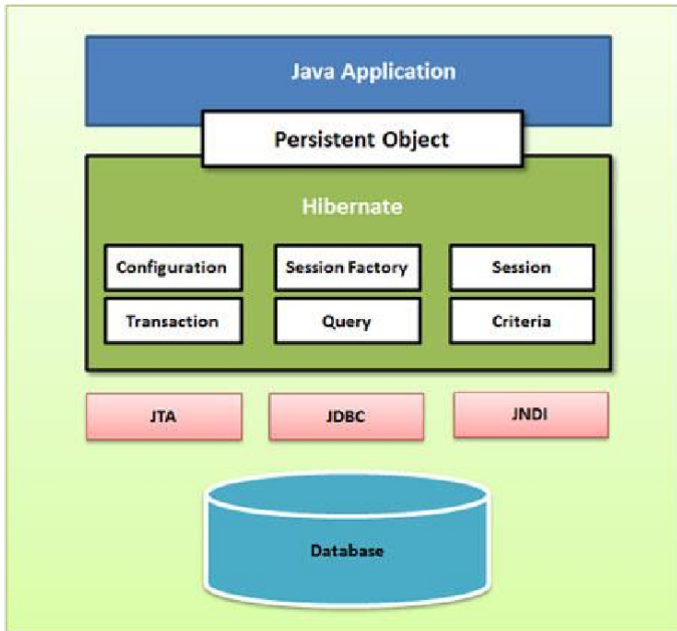 Java Application
Persistent Object
Hibernate
Configuration Session Factory Session
Transaction Query Criteria
JTA JDBC JNDI
Database